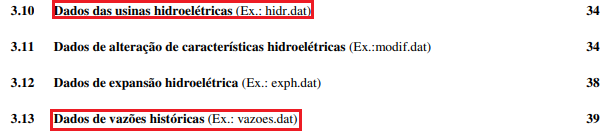 3.10 Dados das usinas hidroelétricas (Ex.: hidr.dat) 34
3.11 Dados de alteração de características hidroelétricas (Ex.:modif.dat) 34
3.12 Dados de expansão hidroelétrica (Ex.: exph.dat) 38
3.13 Dados de vazões históricas (Ex.: vazoes.dat) 39